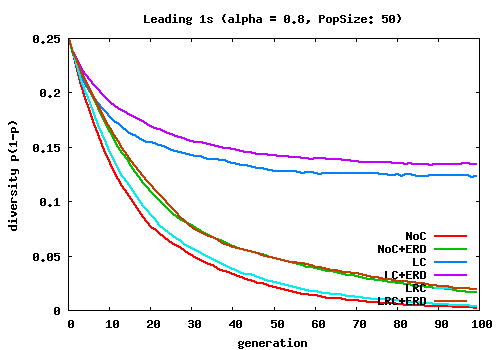 Leading 1s (alpha = 0.8, PopSize: 50)
0.25
0.2
0.15
0.1
0.05
0
diversity p(1-p)
NoC
NoC+ERD
LC
LC+ERD
LRC
LRC+ERD
0 10 20 30 40 50 60 70 80 90 100
generation